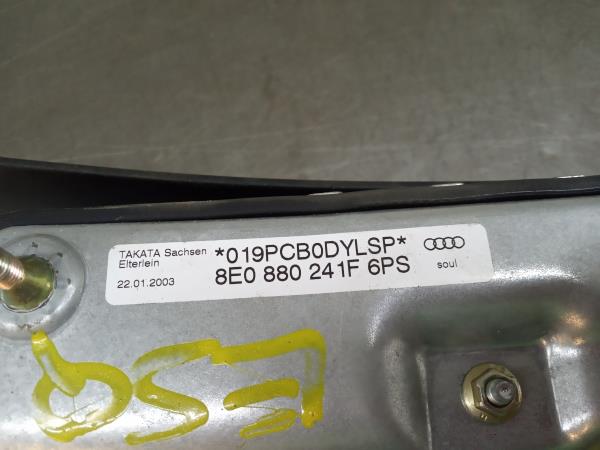 TAKATA Sachsen
Elterlein
22.01.2003
*019PCB0DYLSP*
8E0 880 241F 6PS
soul